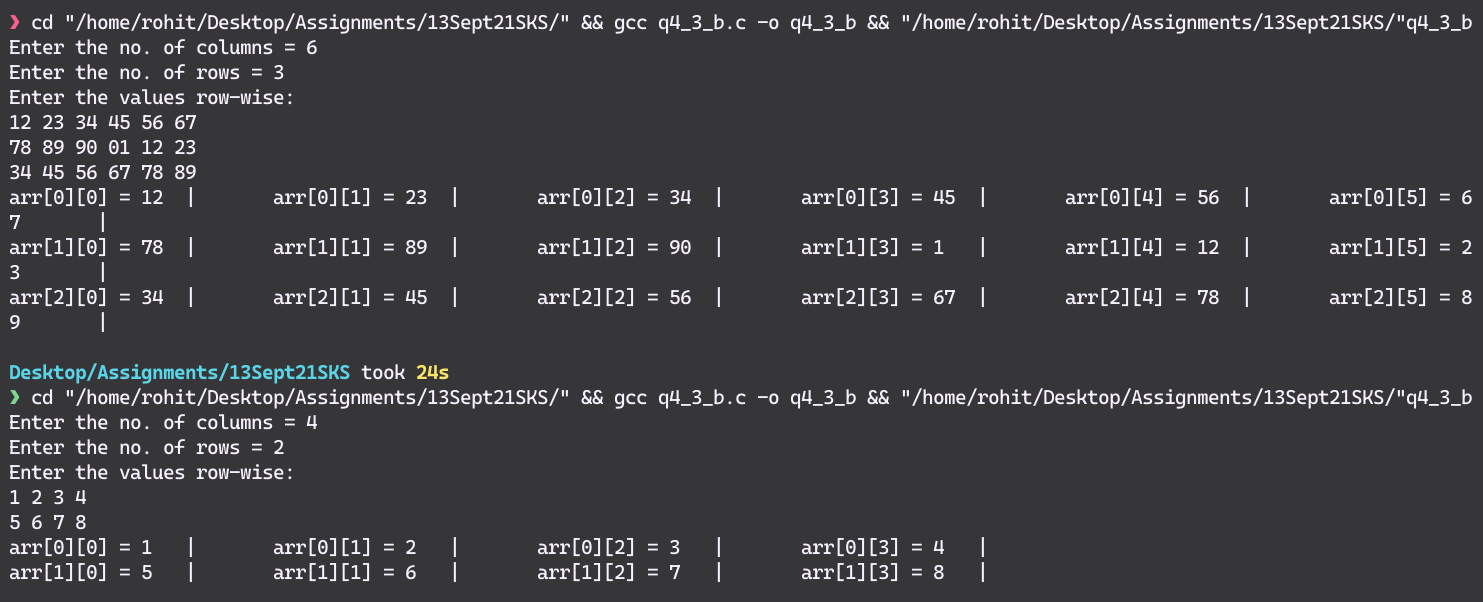 ❯ cd "/home/rohit/Desktop/Assignments/13Sept21SKS/" && gcc q4_3_b.c -o q4_3_b && "/home/rohit/Desktop/Assignments/13Sept21SKS/"q4_3_b
Enter the no. of columns = 6
Enter the no. of rows = 3
Enter the values row-wise:
12 23 34 45 56 67
78 89 90 01 12 23
34 45 56 67 78 89
arr[0][0] = 12  |       arr[0][1] = 23  |       arr[0][2] = 34  |       arr[0][3] = 45  |       arr[0][4] = 56  |       arr[0][5] = 6
7       |
arr[1][0] = 78  |       arr[1][1] = 89  |       arr[1][2] = 90  |       arr[1][3] = 1   |       arr[1][4] = 12  |       arr[1][5] = 2
3       |
arr[2][0] = 34  |       arr[2][1] = 45  |       arr[2][2] = 56  |       arr[2][3] = 67  |       arr[2][4] = 78  |       arr[2][5] = 8
9       |
Desktop/Assignments/13Sept21SKS took 24s
❯ cd "/home/rohit/Desktop/Assignments/13Sept21SKS/" && gcc q4_3_b.c -o q4_3_b && "/home/rohit/Desktop/Assignments/13Sept21SKS/"q4_3_b
Enter the no. of columns = 4
Enter the no. of rows = 2
Enter the values row-wise:
1 2 3 4
5 6 7 8
arr[0][0] = 1   |       arr[0][1] = 2   |       arr[0][2] = 3   |       arr[0][3] = 4   |
arr[1][0] = 5   |       arr[1][1] = 6   |       arr[1][2] = 7   |       arr[1][3] = 8   |